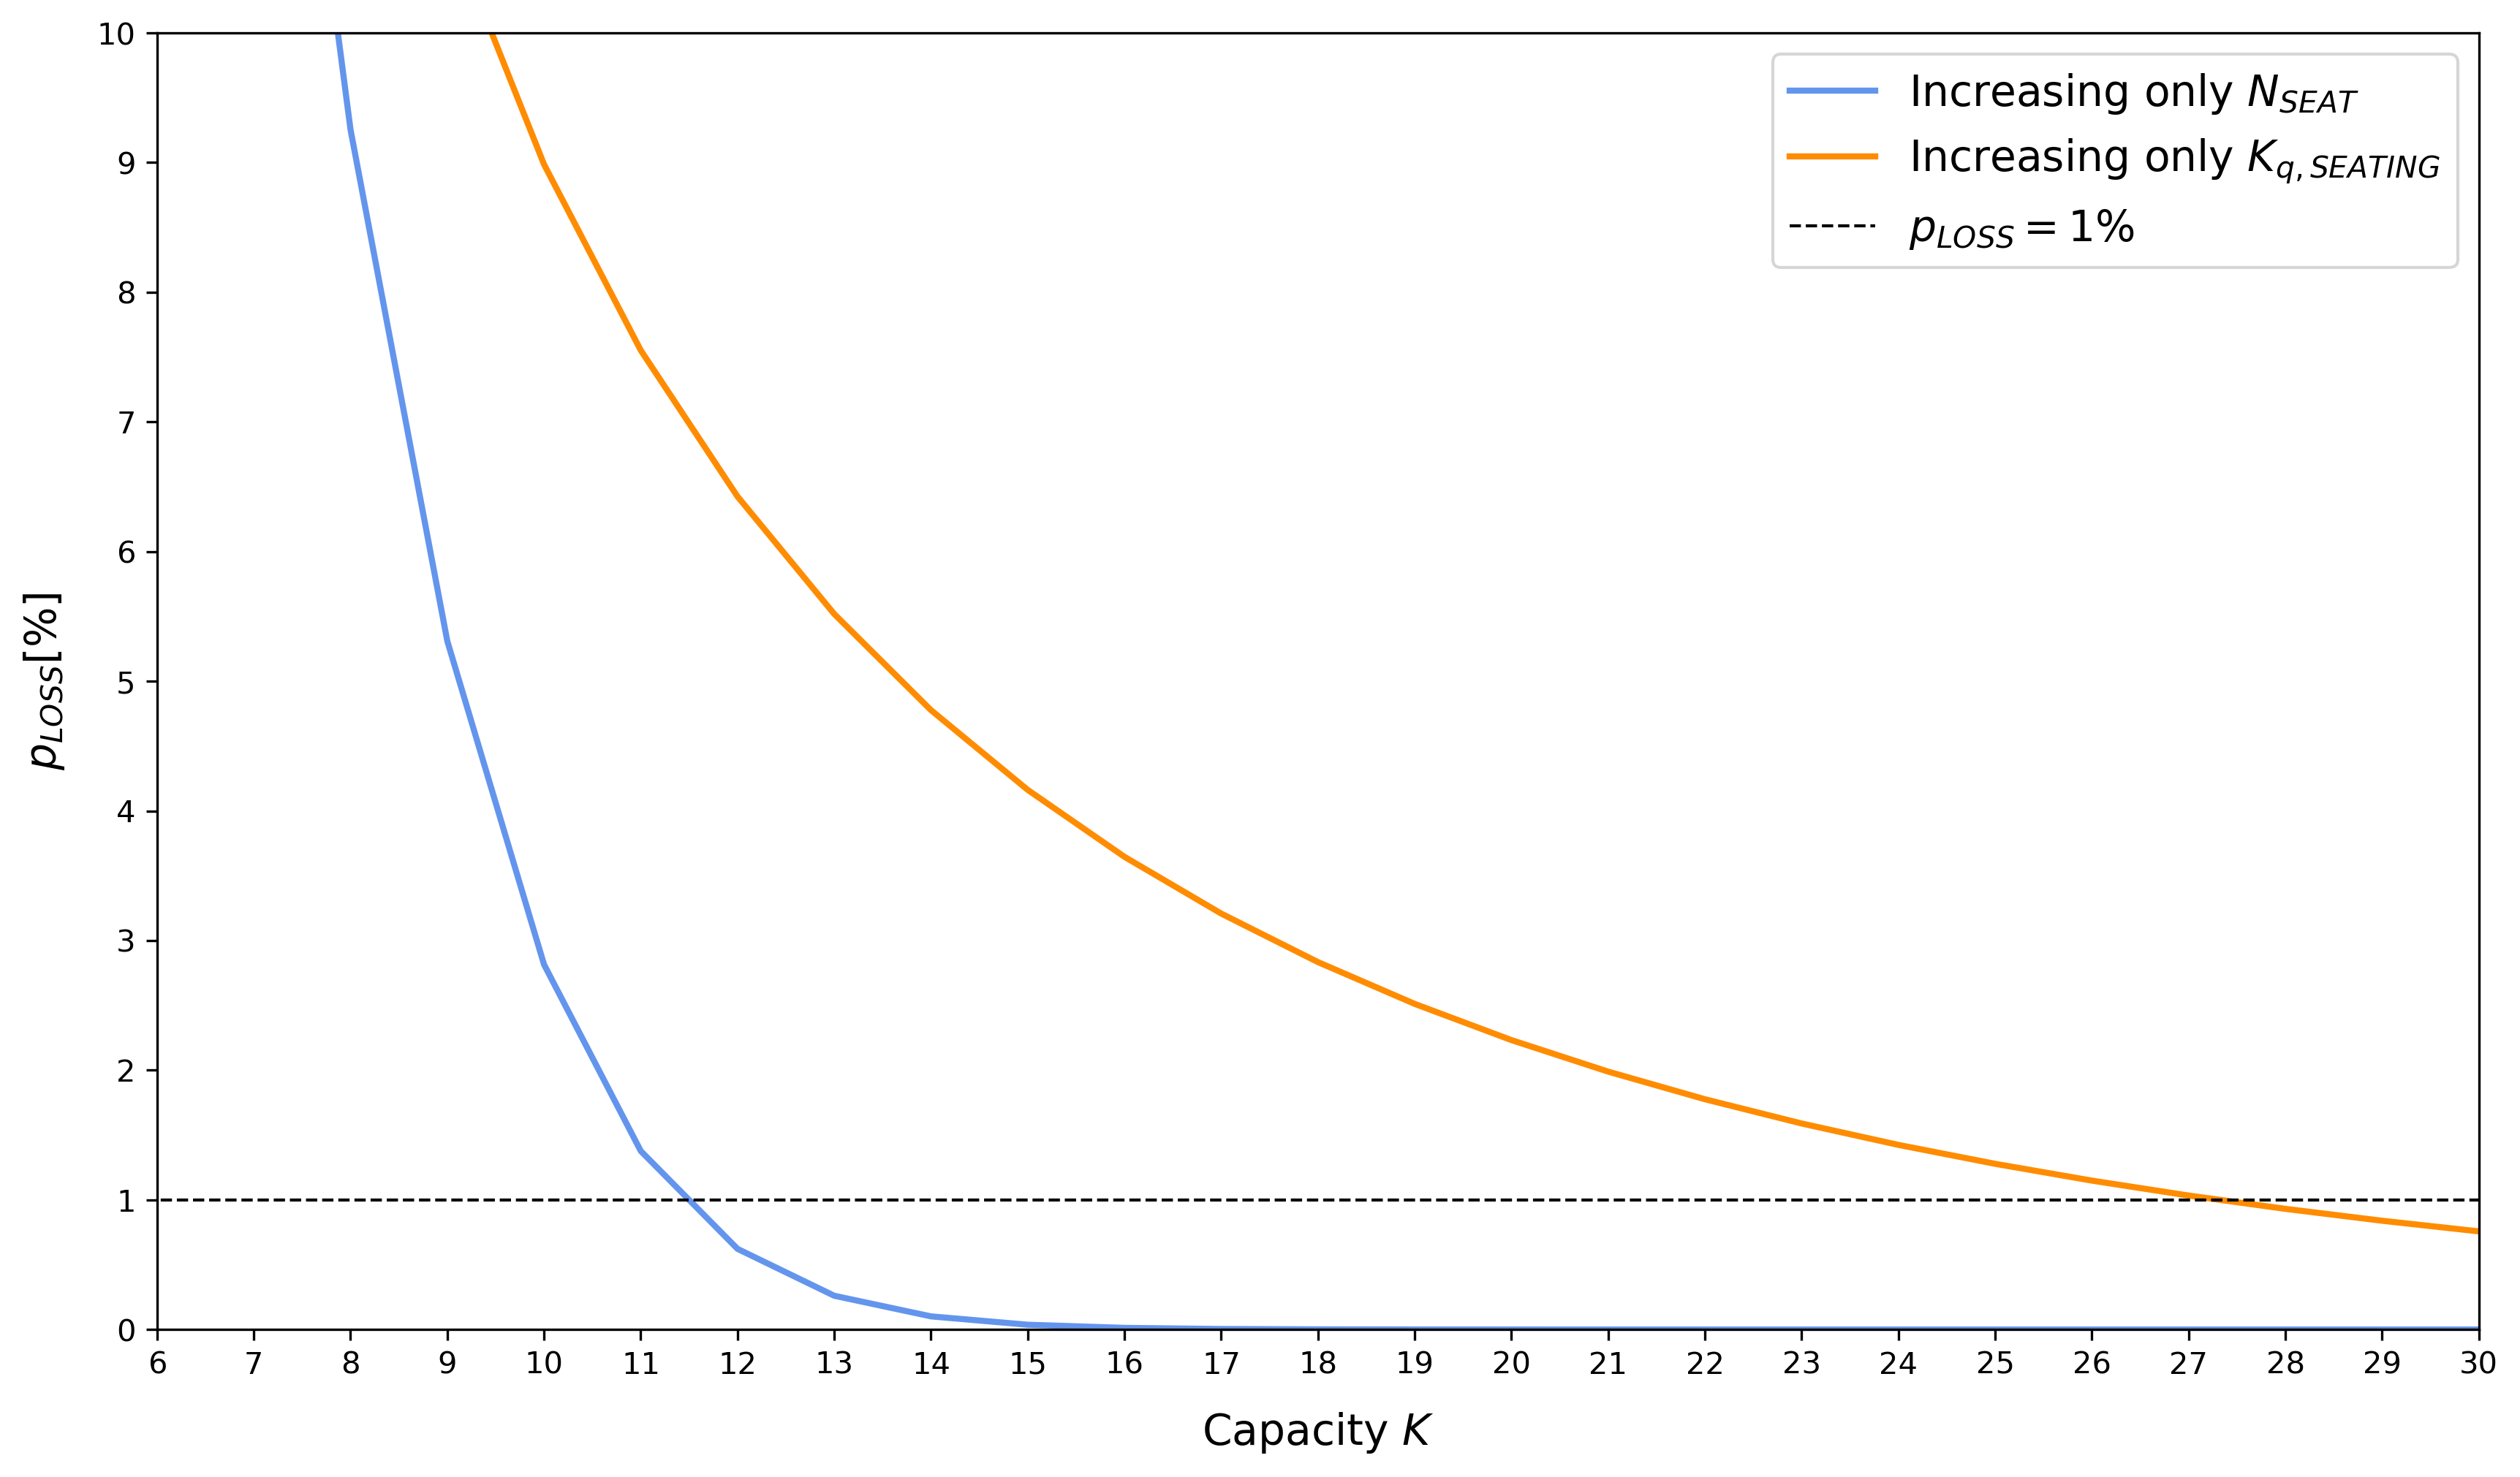 10
9
8
7
6
5
4
3
2
1
0
p_LOSS[%]
Increasing only N_SEAT
Increasing only K_q,SEATING
p_LOSS = 1%
6 7 8 9 10 11 12 13 14 15 16 17 18 19 20 21 22 23 24 25 26 27 28 29 30
Capacity K